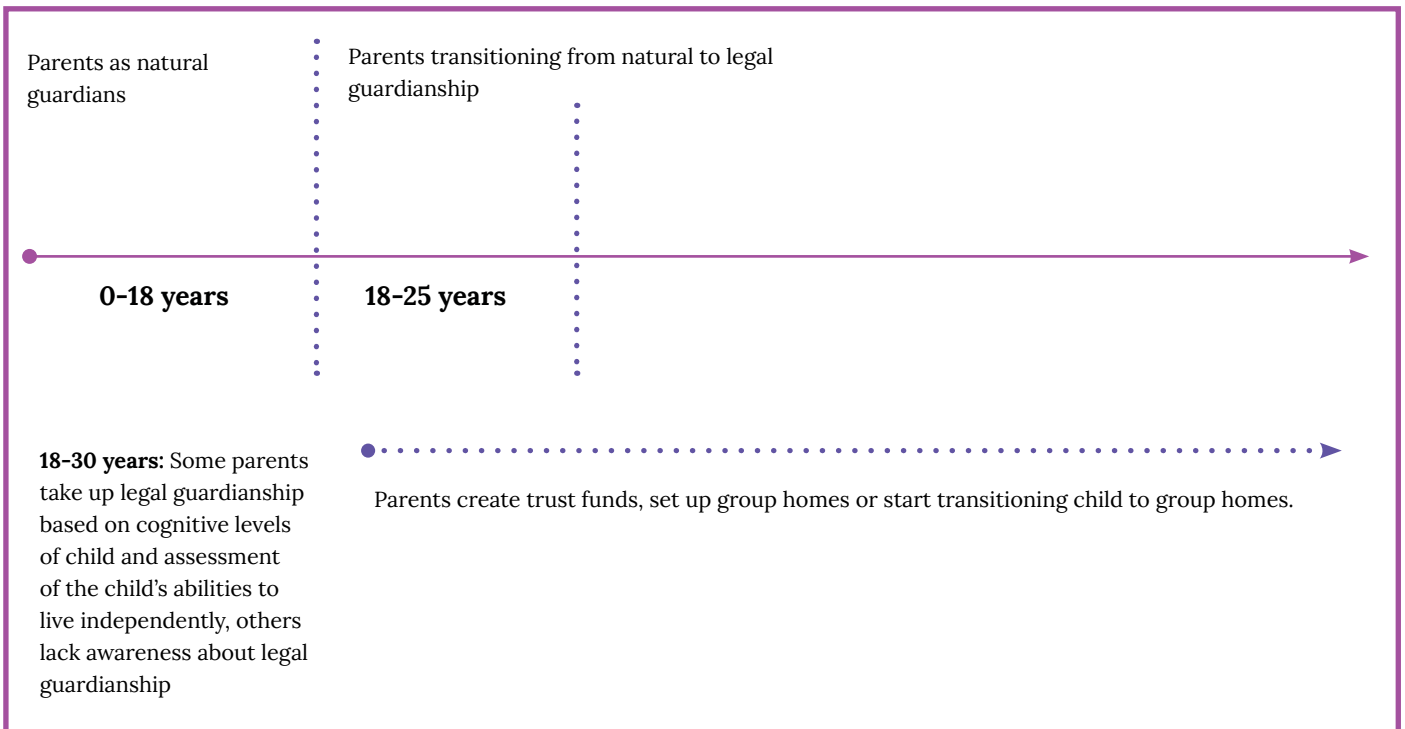 Parents as natural
guardians
Parents transitioning from natural to legal
guardianship
0-18 years
18-25 years
18-30 years: Some parents
take up legal guardianship
based on cognitive levels
of child and assessment
of the child’s abilities to
live independently, others
lack awareness about legal
guardianship
Parents create trust funds, set up group homes or start transitioning child to group homes.